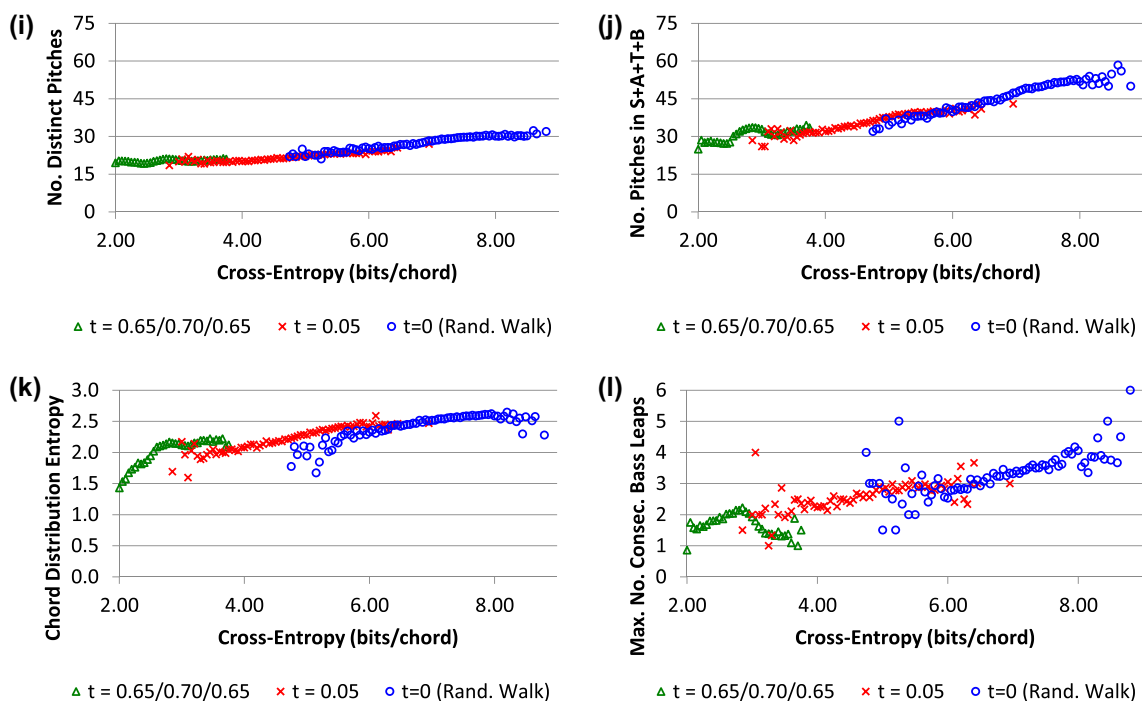 (i)
No. Distinct Pitches
75
60
45
30
15
0
2.00 4.00 6.00 8.00
Cross-Entropy (bits/chord)
t = 0.65/0.70/0.65 t = 0.05 t=0 (Rand. Walk)
(j)
No. Pitches in S+A+T+B
75
60
45
30
15
0
2.00 4.00 6.00 8.00
Cross-Entropy (bits/chord)
t = 0.65/0.70/0.65 t = 0.05 t=0 (Rand. Walk)
(k)
Chord Distribution Entropy
3.0
2.5
2.0
1.5
1.0
0.5
0.0
2.00 4.00 6.00 8.00
Cross-Entropy (bits/chord)
t = 0.65/0.70/0.65 t = 0.05 t=0 (Rand. Walk)
(l)
Max. No. Consec. Bass Leaps
6
5
4
3
2
1
0
2.00 4.00 6.00 8.00
Cross-Entropy (bits/chord)
t = 0.65/0.70/0.65 t = 0.05 t=0 (Rand. Walk)